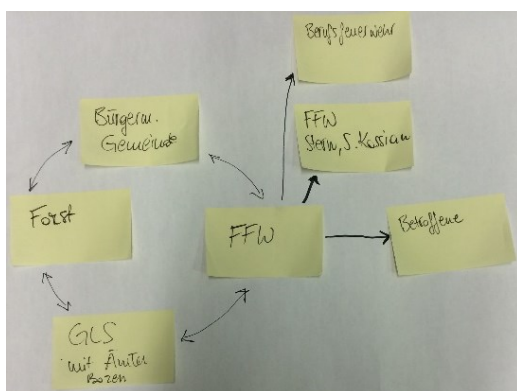 Berufsfeuerwehr
Bürgerm.
Gemeinde
FFW
Stern, S. Kassian
Forst
FFW
Betroffene
GLS
mit Ämter
Bozen